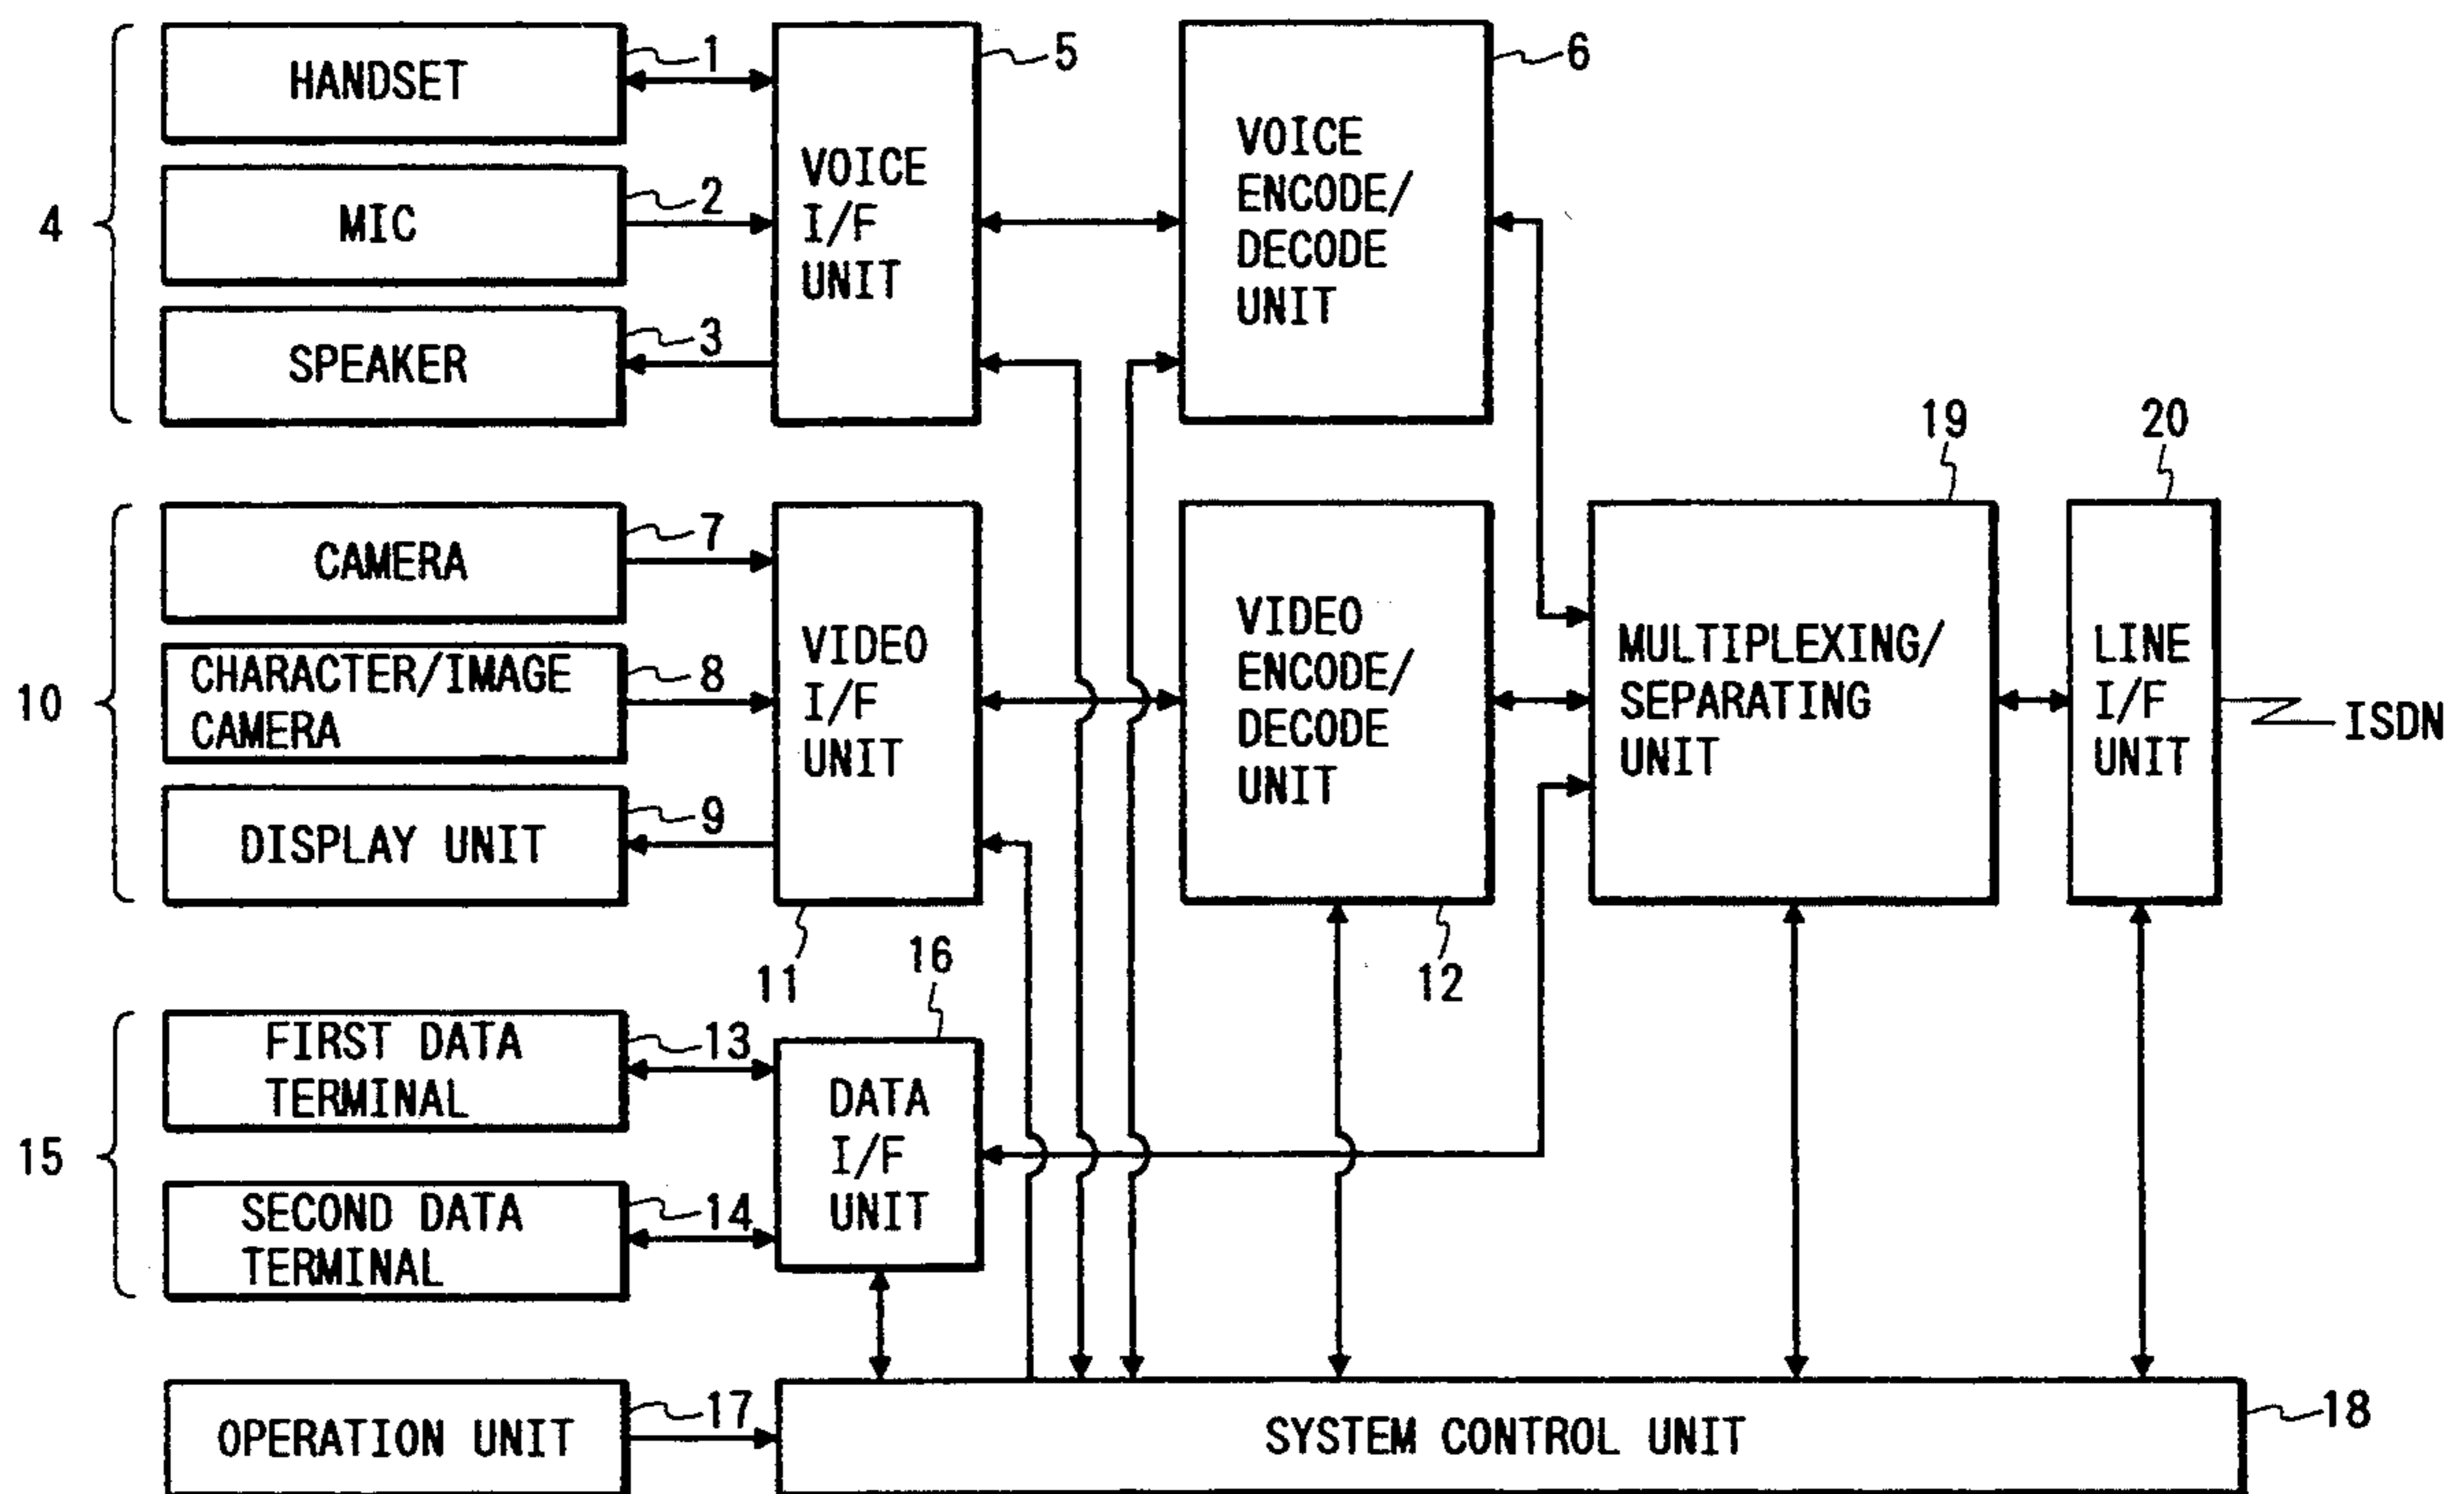 4
HANDSET
1
MIC
2
SPEAKER
3
VOICE
I/F
UNIT
5
VOICE
ENCODE/
DECODE
UNIT
6
10
CAMERA
7
CHARACTER/IMAGE
CAMERA
8
DISPLAY UNIT
9
VIDEO
I/F
UNIT
11
VIDEO
ENCODE/
DECODE
UNIT
12
MULTIPLEXING/
SEPARATING
UNIT
19
LINE
I/F
UNIT
20
ISDN
15
FIRST DATA
TERMINAL
13
SECOND DATA
TERMINAL
14
DATA
I/F
UNIT
16
OPERATION UNIT
17
SYSTEM CONTROL UNIT
18